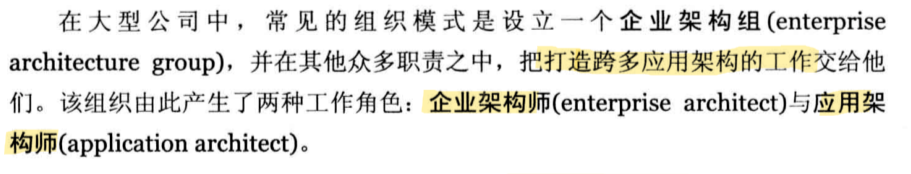 在大型公司中，常见的组织模式是设立一个企业架构组(enterprise
architecture group)，并在其他众多职责之中，把打造跨多应用架构的工作交给他
们。该组织由此产生了两种工作角色：企业架构师(enterprise architect)与应用架
构师(application architect)。